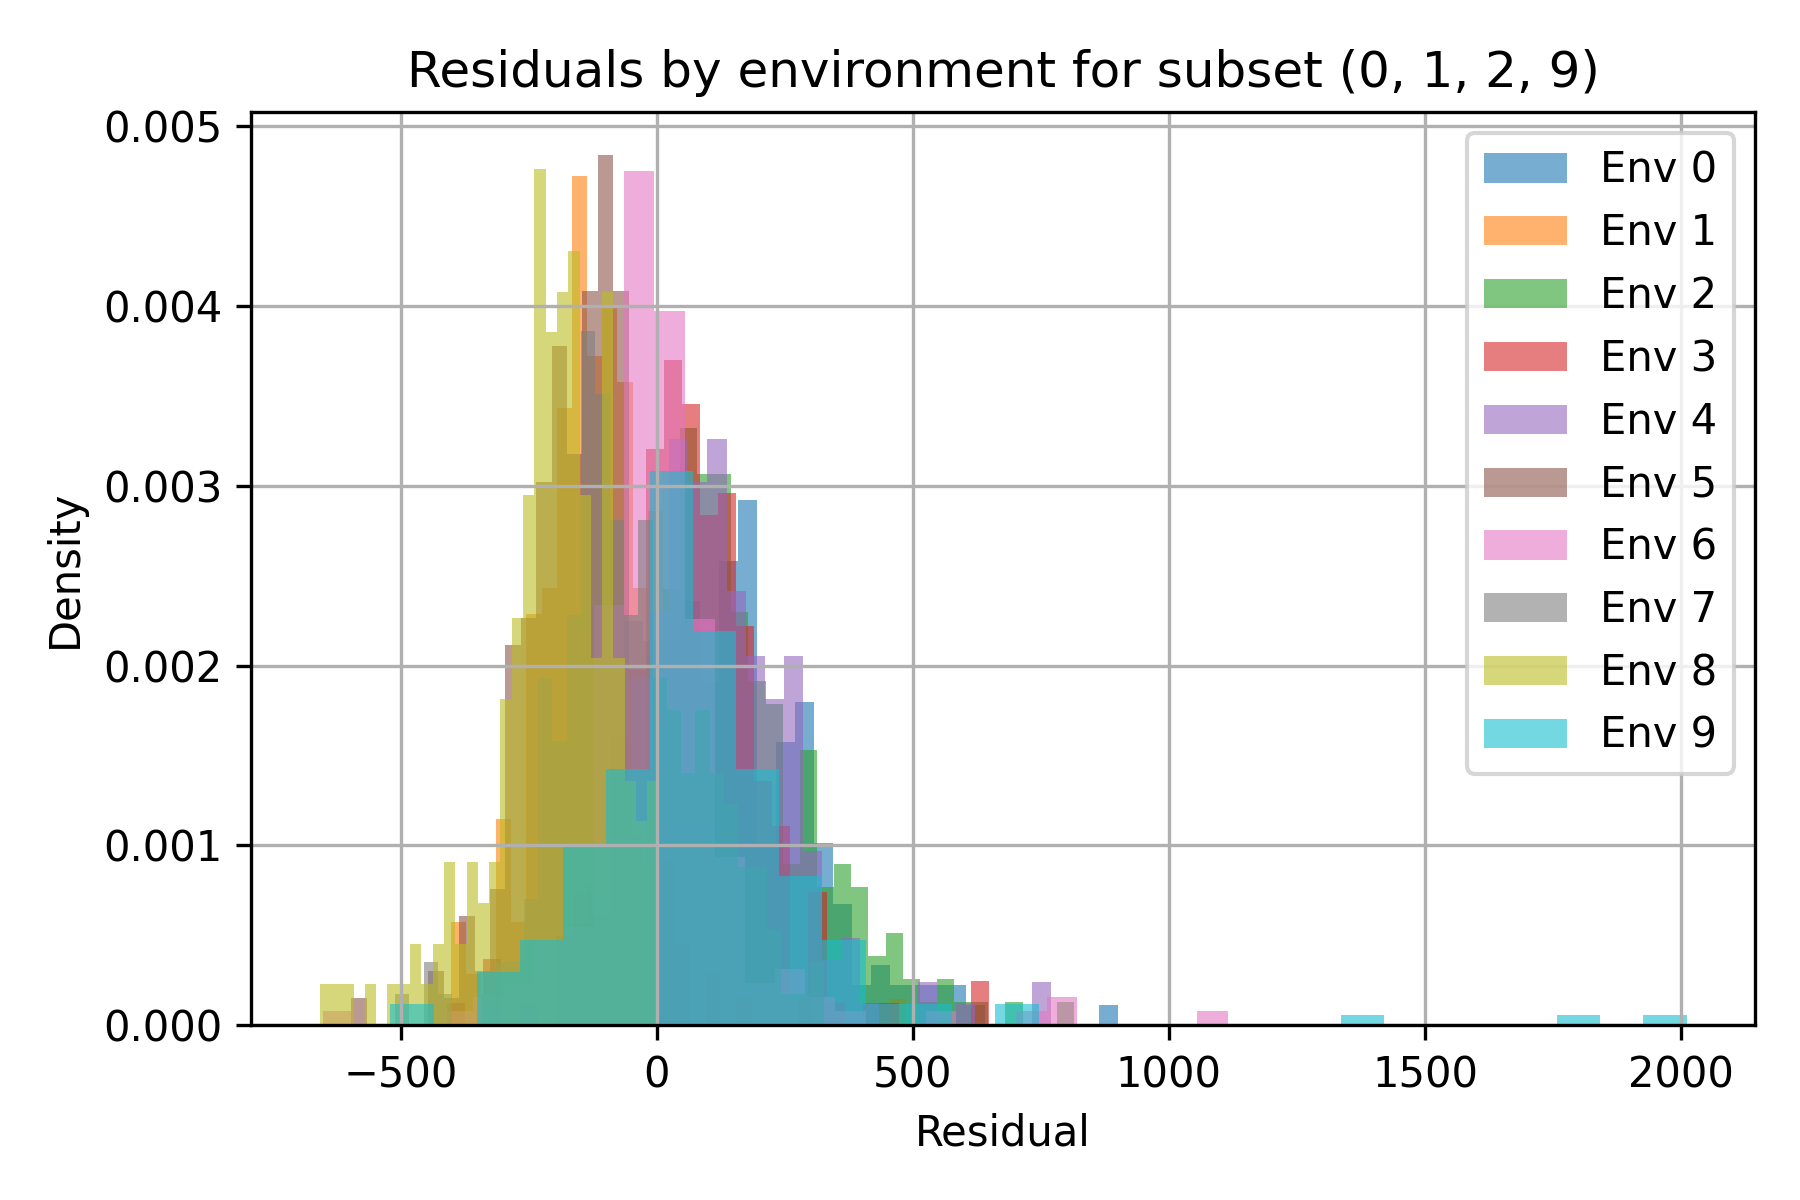 Residuals by environment for subset (0, 1, 2, 9)
0.005
0.004
0.003
0.002
0.001
0.000
Density
−500
0
500
1000
1500
2000
Residual
Env 0
Env 1
Env 2
Env 3
Env 4
Env 5
Env 6
Env 7
Env 8
Env 9